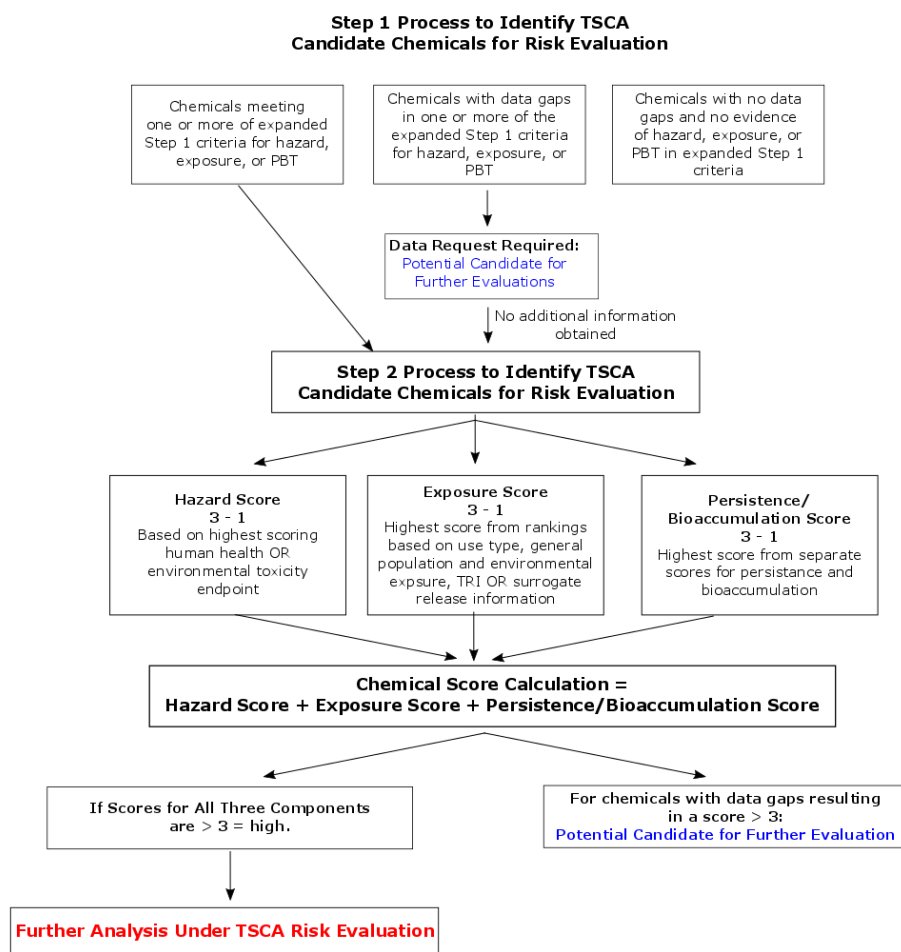 Step 1 Process to Identify TSCA
Candidate Chemicals for Risk Evaluation
Chemicals meeting
one or more of expanded
Step 1 criteria for hazard,
exposure, or PBT
Chemicals with data gaps
in one or more of the
expanded Step 1 criteria
for hazard, exposure, or
PBT
Chemicals with no data
gaps and no evidence
of hazard, exposure, or
PBT in expanded Step 1
criteria
Data Request Required:
Potential Candidate for
Further Evaluations
No additional information
obtained
Step 2 Process to Identify TSCA
Candidate Chemicals for Risk Evaluation
Hazard Score
3 - 1
Based on highest scoring
human health OR
environmental toxicity
endpoint
Exposure Score
3 - 1
Highest score from rankings
based on use type, general
population and environmental
expsure, TRI OR surrogate
release information
Persistence/
Bioaccumulation Score
3 - 1
Highest score from separate
scores for persistance and
bioaccumulation
Chemical Score Calculation =
Hazard Score + Exposure Score + Persistence/Bioaccumulation Score
If Scores for All Three Components
are > 3 = high.
For chemicals with data gaps resulting
in a score > 3:
Potential Candidate for Further Evaluation
Further Analysis Under TSCA Risk Evaluation